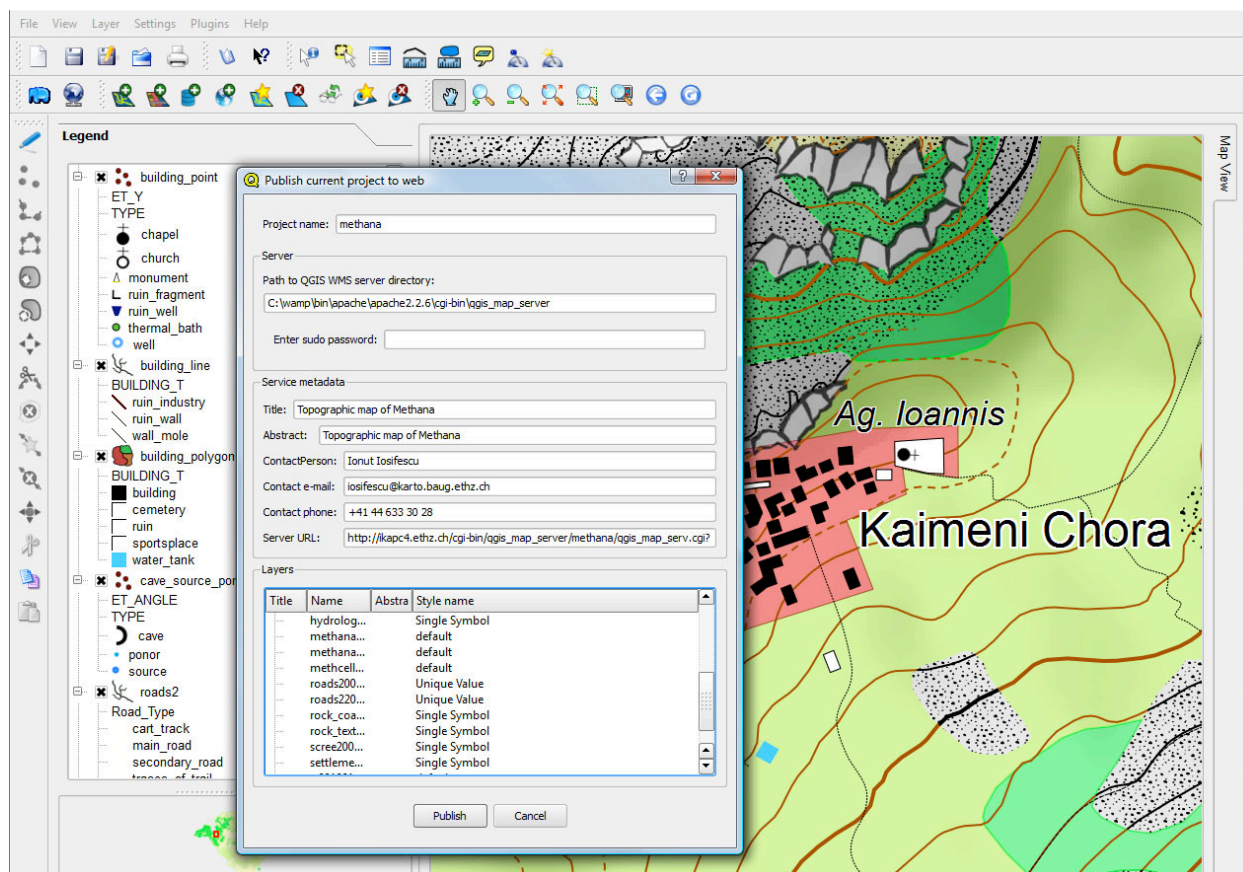 File View Layer Settings Plugins Help
Legend
building_point
ET_Y
TYPE
chapel
church
monument
ruin_fragment
ruin_well
thermal_bath
well
building_line
BUILDING_T
ruin_industry
ruin_wall
wall_mole
building_polygon
BUILDING_T
building
cemetery
ruin
sportsplace
water_tank
cave_source_por
ET_ANGLE
TYPE
cave
ponor
source
roads2
Road_Type
cart_track
main_road
secondary_road
Publish current project to web
Project name: methana
Server
Path to QGIS WMS server directory:
C:\wamp\bin\apache\apache2.2.6\cgi-bin\qgis_map_server
Enter sudo password:
Service metadata
Title: Topographic map of Methana
Abstract: Topographic map of Methana
ContactPerson: Ionut Iosifescu
Contact e-mail: iosifescu@karto.baug.ethz.ch
Contact phone: +41 44 633 30 28
Server URL: http://ikapc4.ethz.ch/cgi-bin/qgis_map_server/methana/qgis_map_serv.cgi?
Layers
Title Name Abstra Style name
hydrolog... Single Symbol
methana... default
methana... default
methcell... default
roads200... Unique Value
roads220... Unique Value
rock_coa... Single Symbol
rock_text... Single Symbol
scree200... Single Symbol
settleme... Single Symbol
Publish Cancel
Ag. Ioannis
Kaimeni Chora
Map View